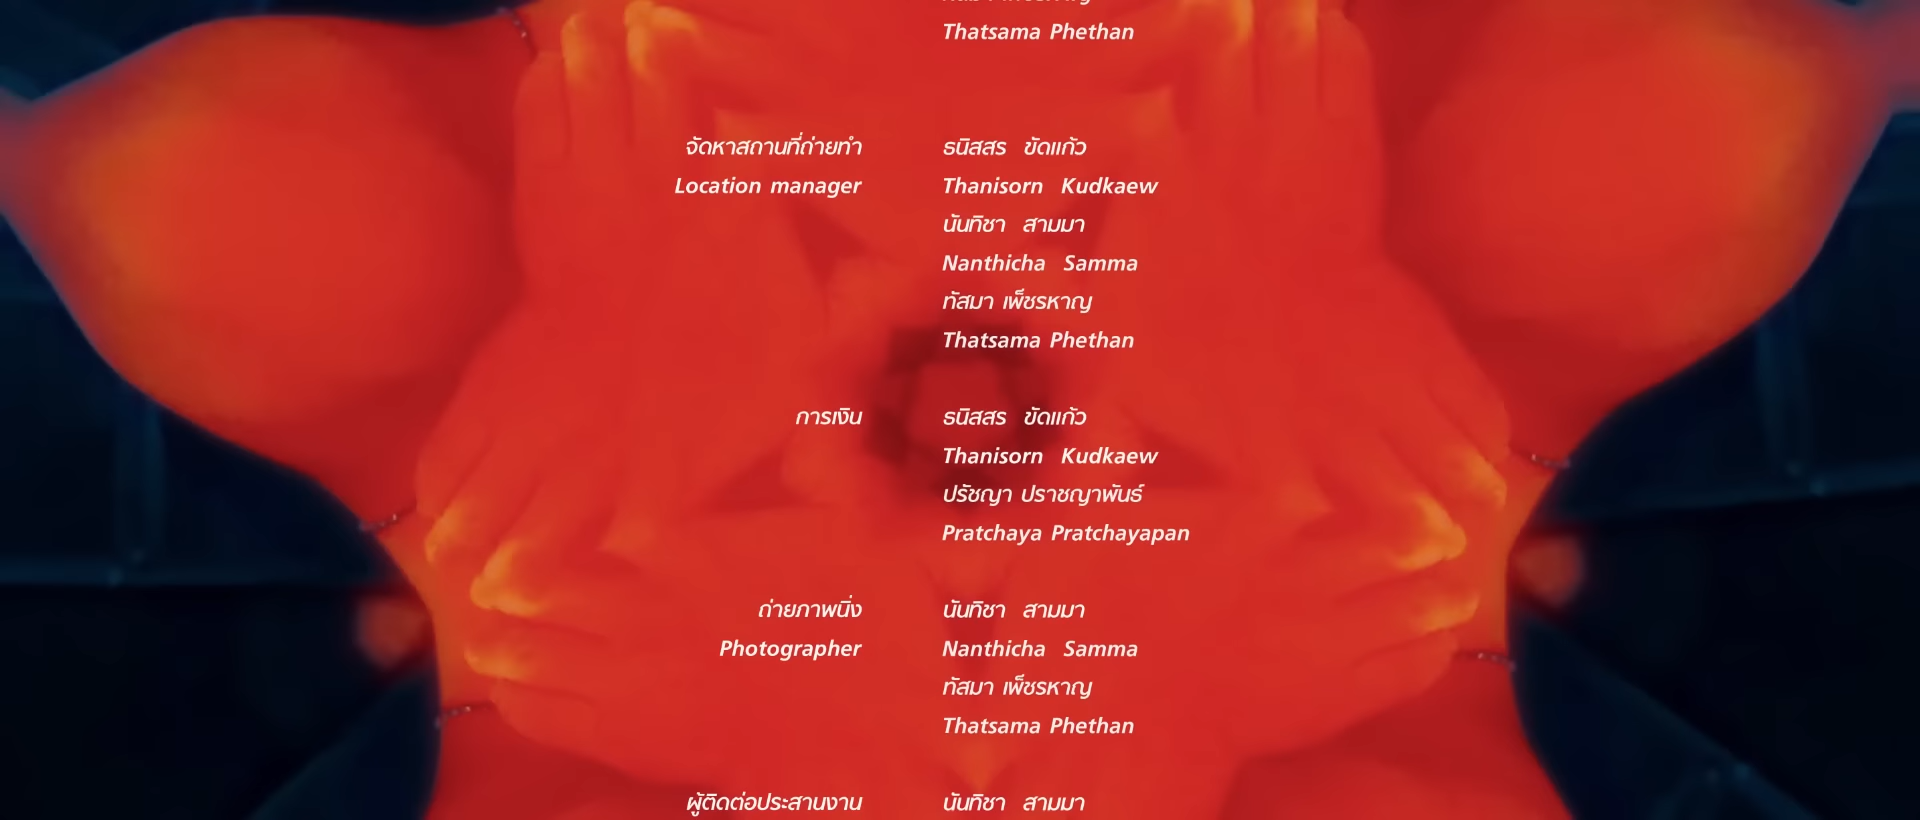 Thatsama Phethan
จัดหาสถานที่ถ่ายทำ
Location manager
ธนิสสร ขัดแก้ว
Thanisorn Kudkaew
นันทิชา สามมา
Nanthicha Samma
ทัสมา เพ็ชรหาญ
Thatsama Phethan
การเงิน
ธนิสสร ขัดแก้ว
Thanisorn Kudkaew
ปรัชญา ปราชญาพันธ์
Pratchaya Pratchayapan
ถ่ายภาพนิ่ง
Photographer
นันทิชา สามมา
Nanthicha Samma
ทัสมา เพ็ชรหาญ
Thatsama Phethan
ผู้ติดต่อประสานงาน
นันทิชา สามมา